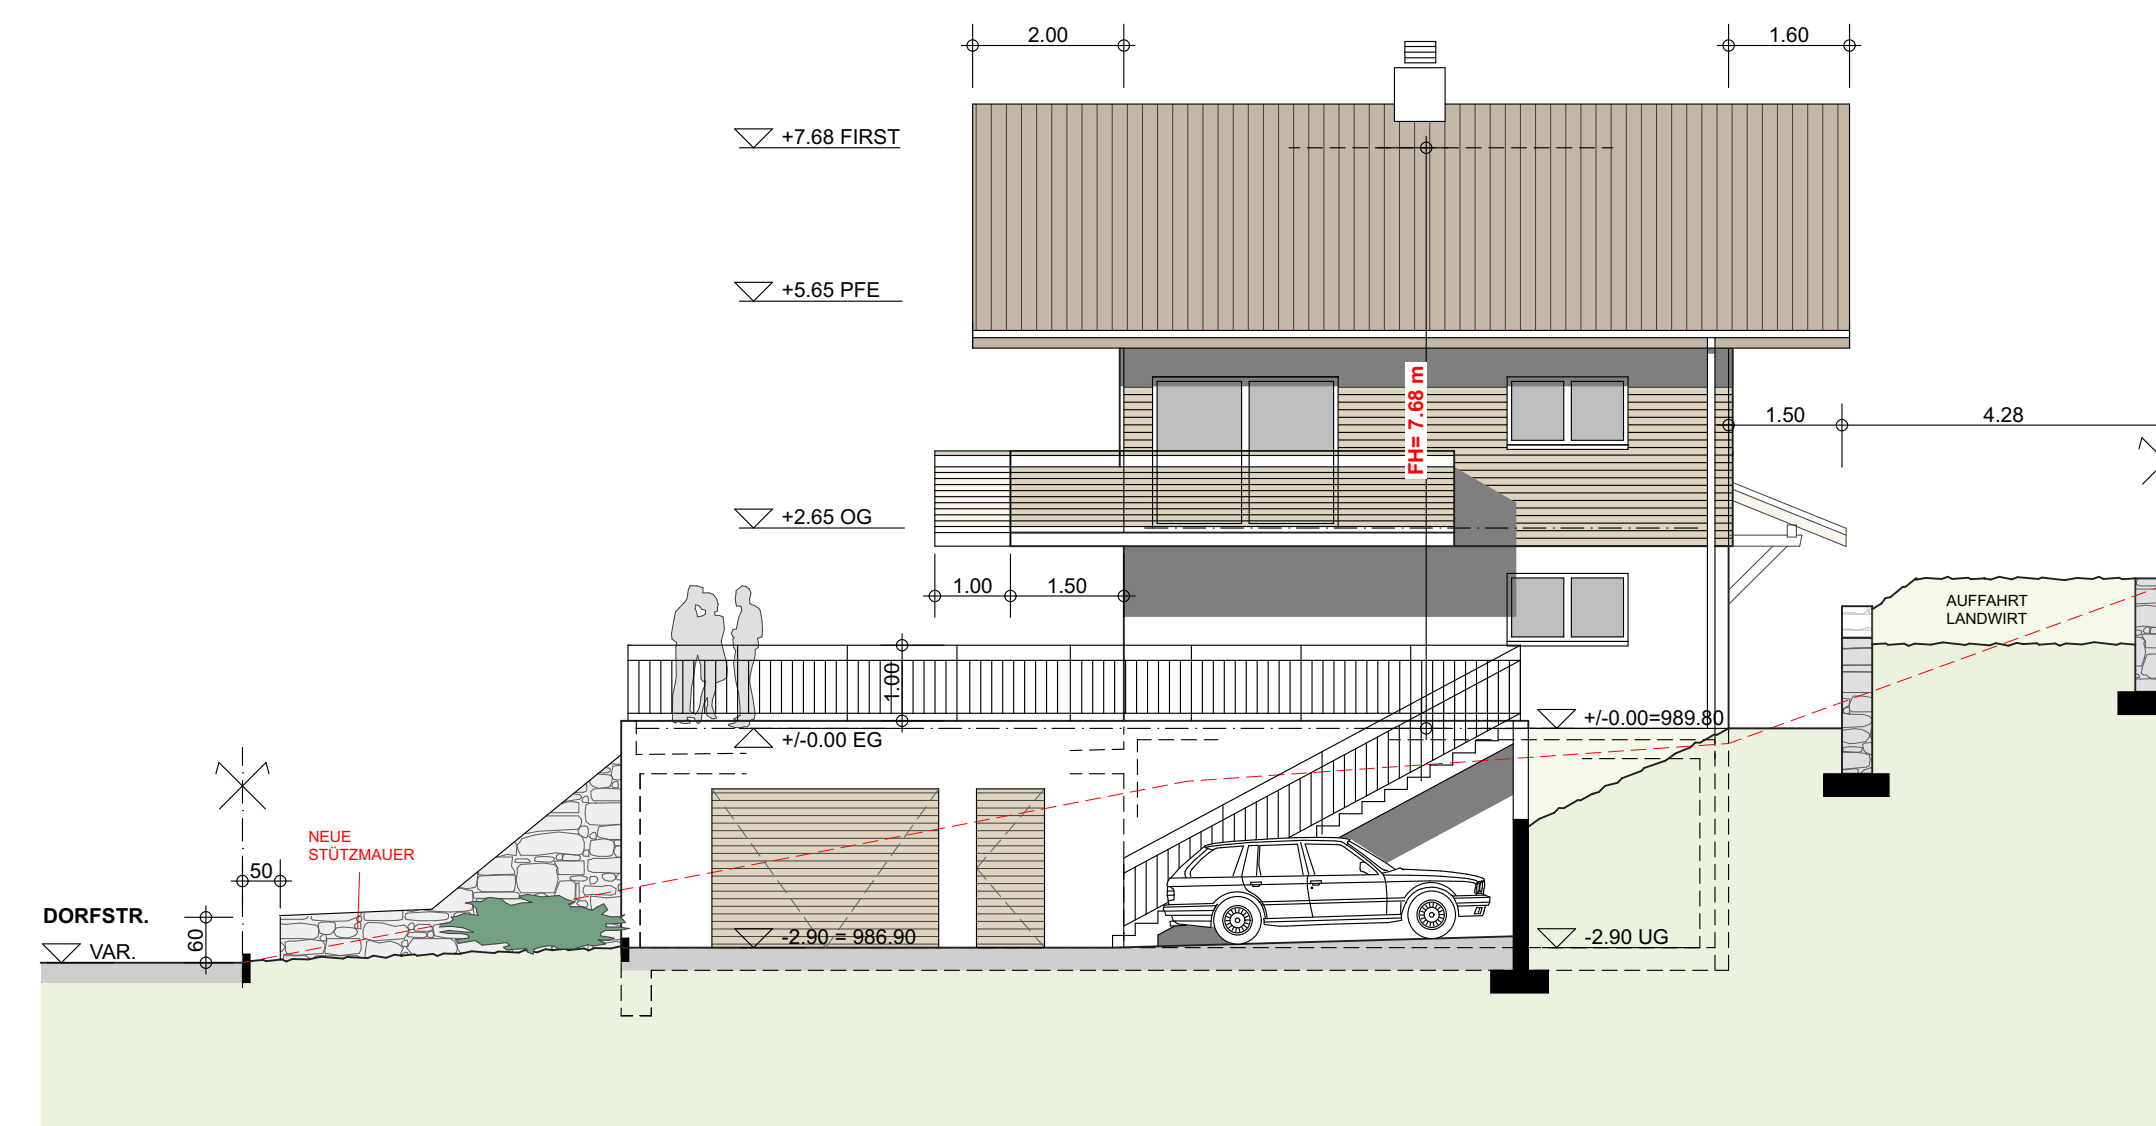 2.00
1.60
+7.68 FIRST
+5.65 PFE
FH= 7.68 m
1.50
4.28
+2.65 OG
1.00
1.50
AUFFAHRT
LANDWIRT
1.00
+/-0.00=989.80
+/-0.00 EG
NEUE
STÜTZMAUER
50
DORFSTR.
60
VAR.
-2.90 = 986.90
-2.90 UG